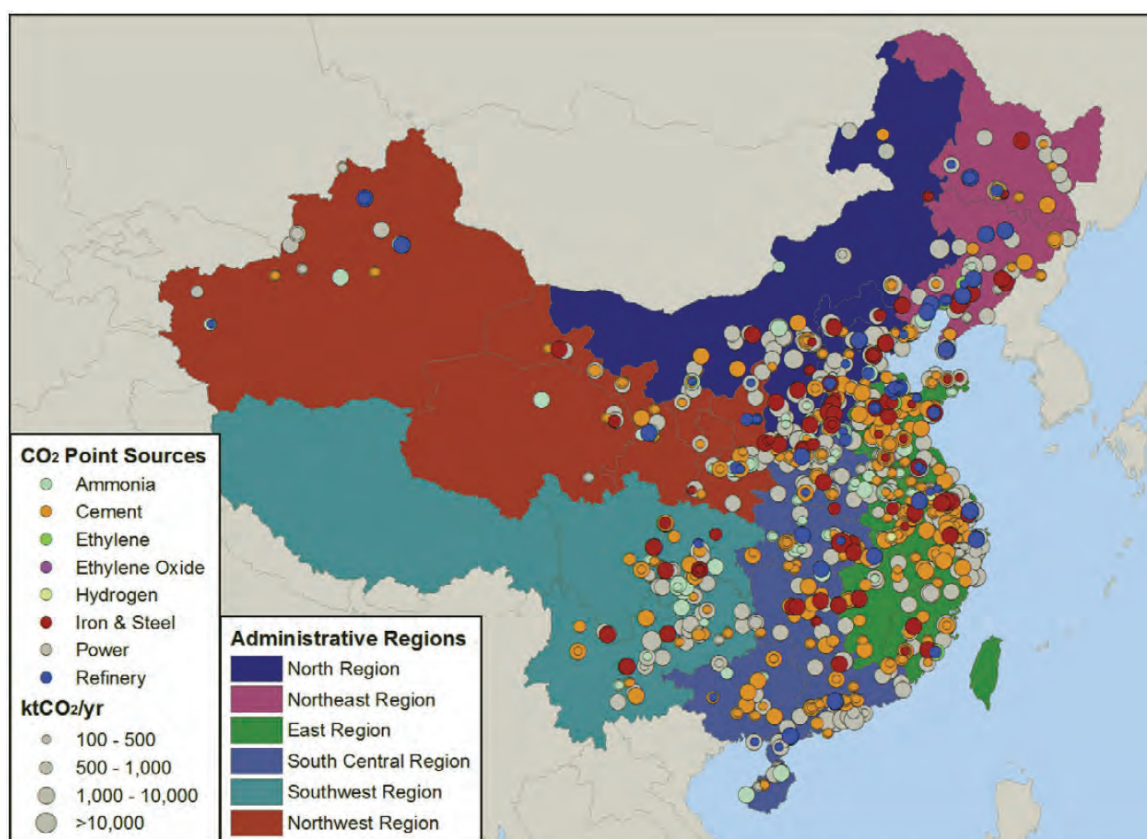 CO2 Point Sources
Ammonia
Cement
Ethylene
Ethylene Oxide
Hydrogen
Iron & Steel
Power
Refinery
ktCO2/yr
100 - 500
500 - 1,000
1,000 - 10,000
>10,000
Administrative Regions
North Region
Northeast Region
East Region
South Central Region
Southwest Region
Northwest Region